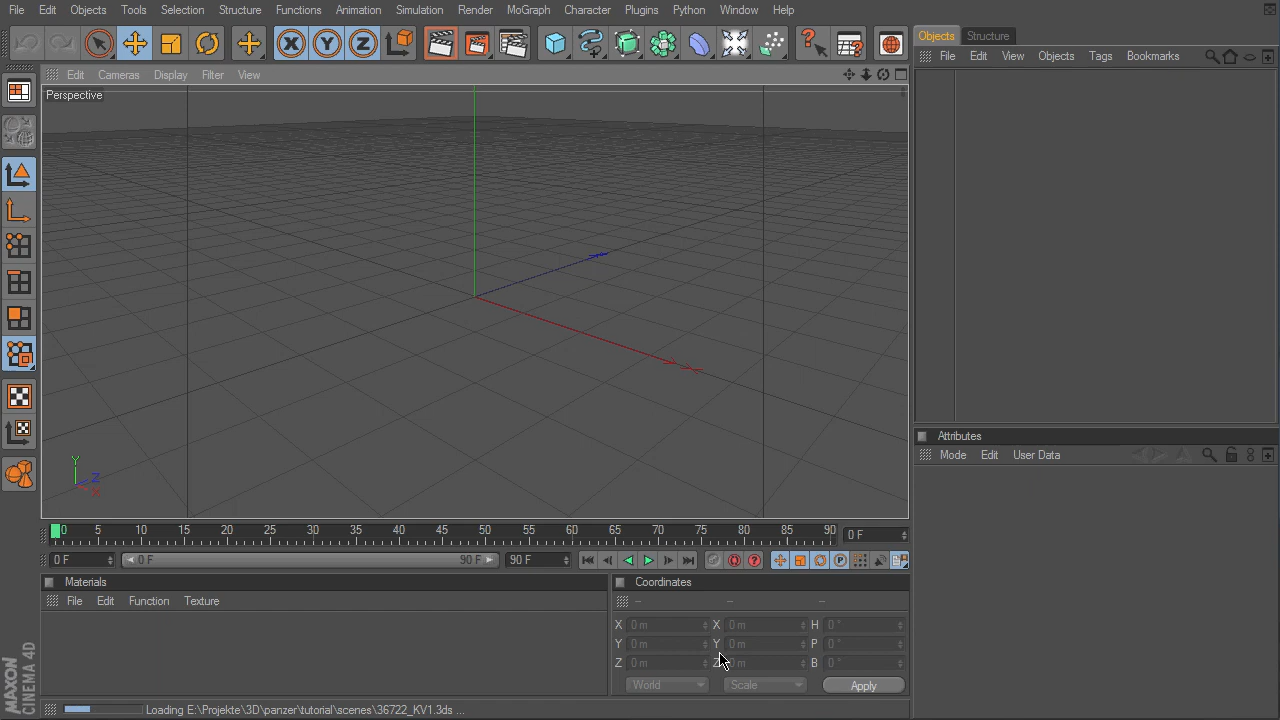 File Edit Objects Tools Selection Structure Functions Animation Simulation Render MoGraph Character Plugins Python Window Help
Objects Structure
File Edit View Objects Tags Bookmarks
Edit Cameras Display Filter View
Perspective
Y
Z
X
Attributes
Mode Edit User Data
0 5 10 15 20 25 30 35 40 45 50 55 60 65 70 75 80 85 90 0 F
0 F 0 F 90 F 90 F
Materials
File Edit Function Texture
Coordinates
-- -- --
X 0 m X 0 m H 0 °
Y 0 m Y 0 m P 0 °
Z 0 m Z 0 m B 0 °
World Scale Apply
MAXON
CINEMA 4D
Loading E:\Projekte\3D\panzer\tutorial\scenes\36722_KV1.3ds ...